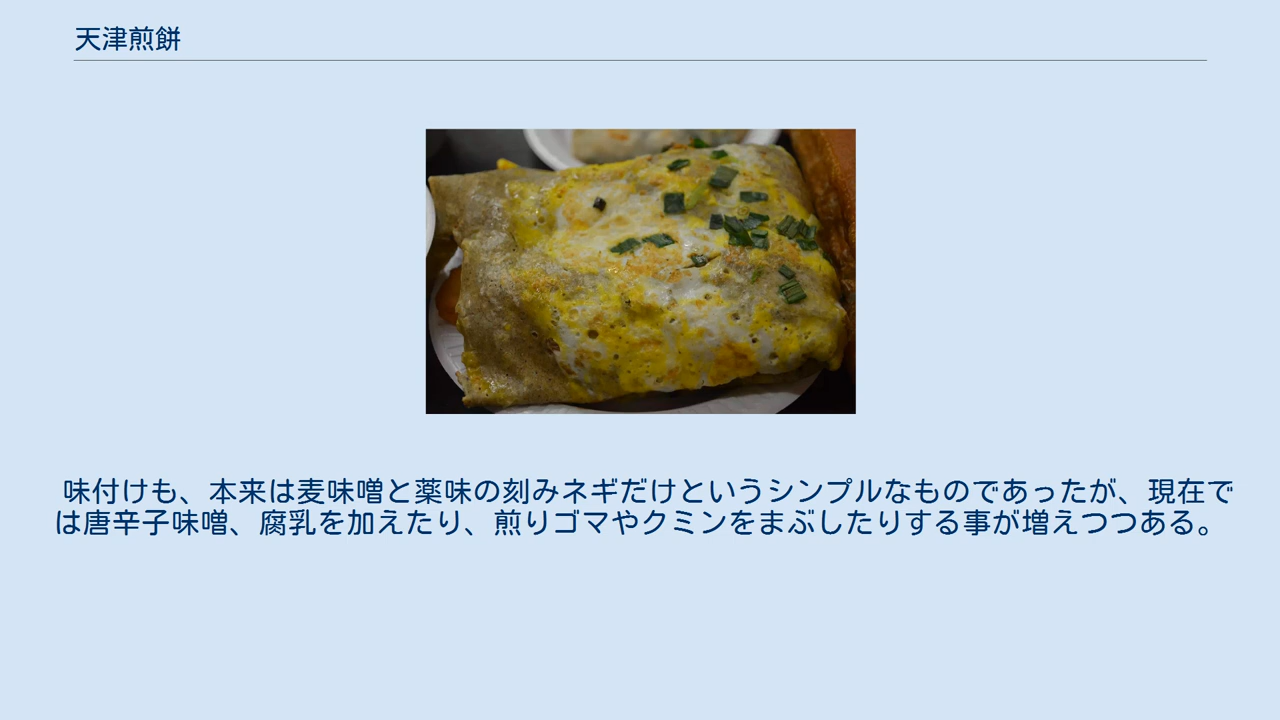 天津煎餅
味付けも、本来は麦味噌と薬味の刻みネギだけというシンプルなものであったが、現在で
は唐辛子味噌、腐乳を加えたり、煎りゴマやクミンをまぶしたりする事が増えつつある。